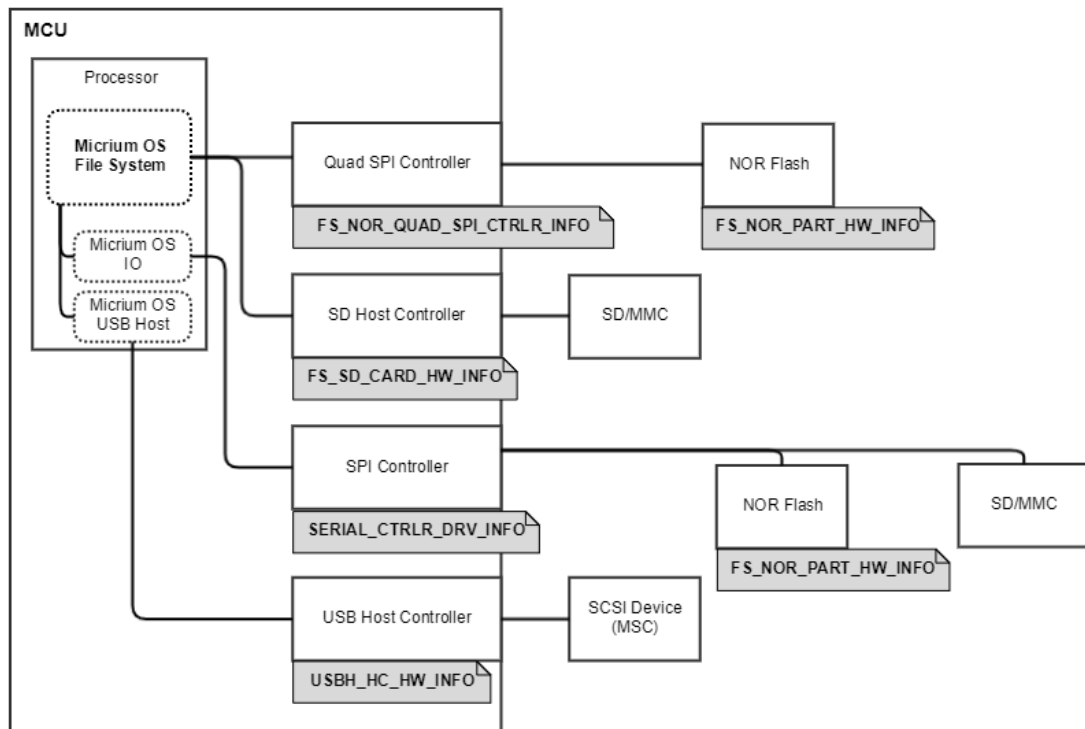 MCU
Processor
Micrium OS
File System
Micrium OS
IO
Micrium OS
USB Host
Quad SPI Controller
FS_NOR_QUAD_SPI_CTRLR_INFO
NOR Flash
FS_NOR_PART_HW_INFO
SD Host Controller
FS_SD_CARD_HW_INFO
SD/MMC
SPI Controller
SERIAL_CTRLR_DRV_INFO
NOR Flash
FS_NOR_PART_HW_INFO
SD/MMC
USB Host Controller
USBH_HC_HW_INFO
SCSI Device
(MSC)